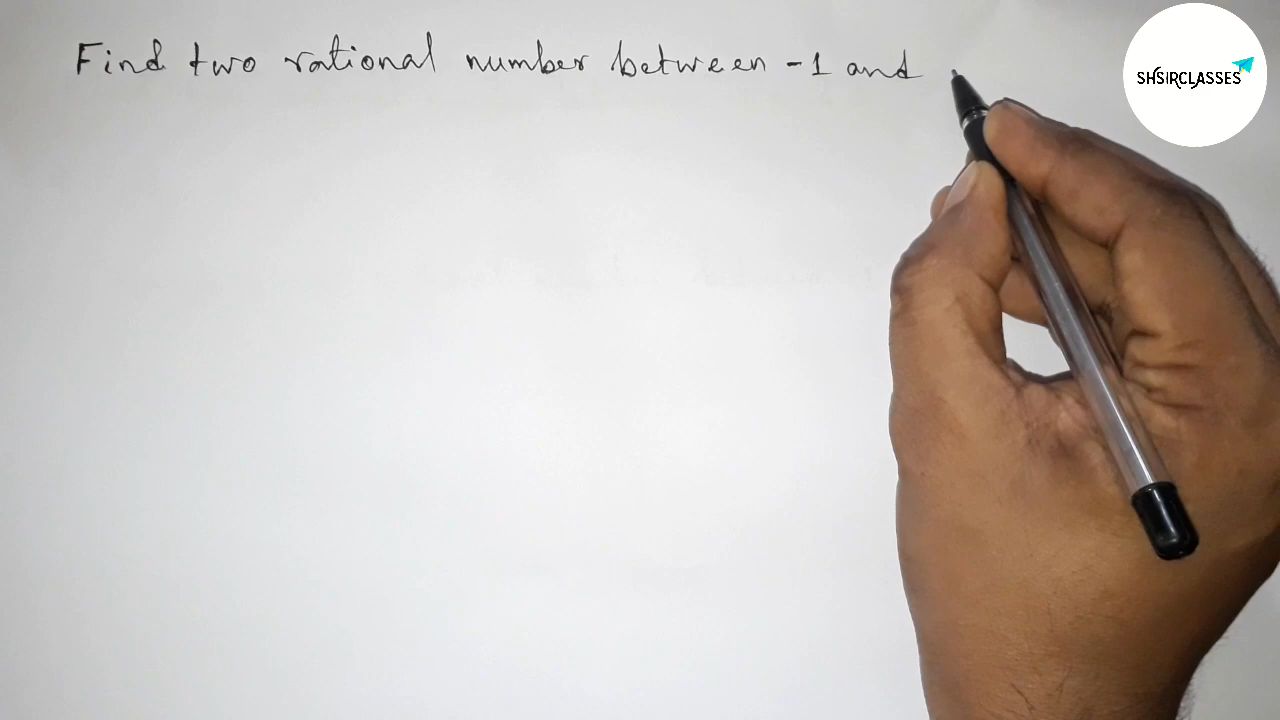 Find two rational number between -1 and
SHSIRCLASSES